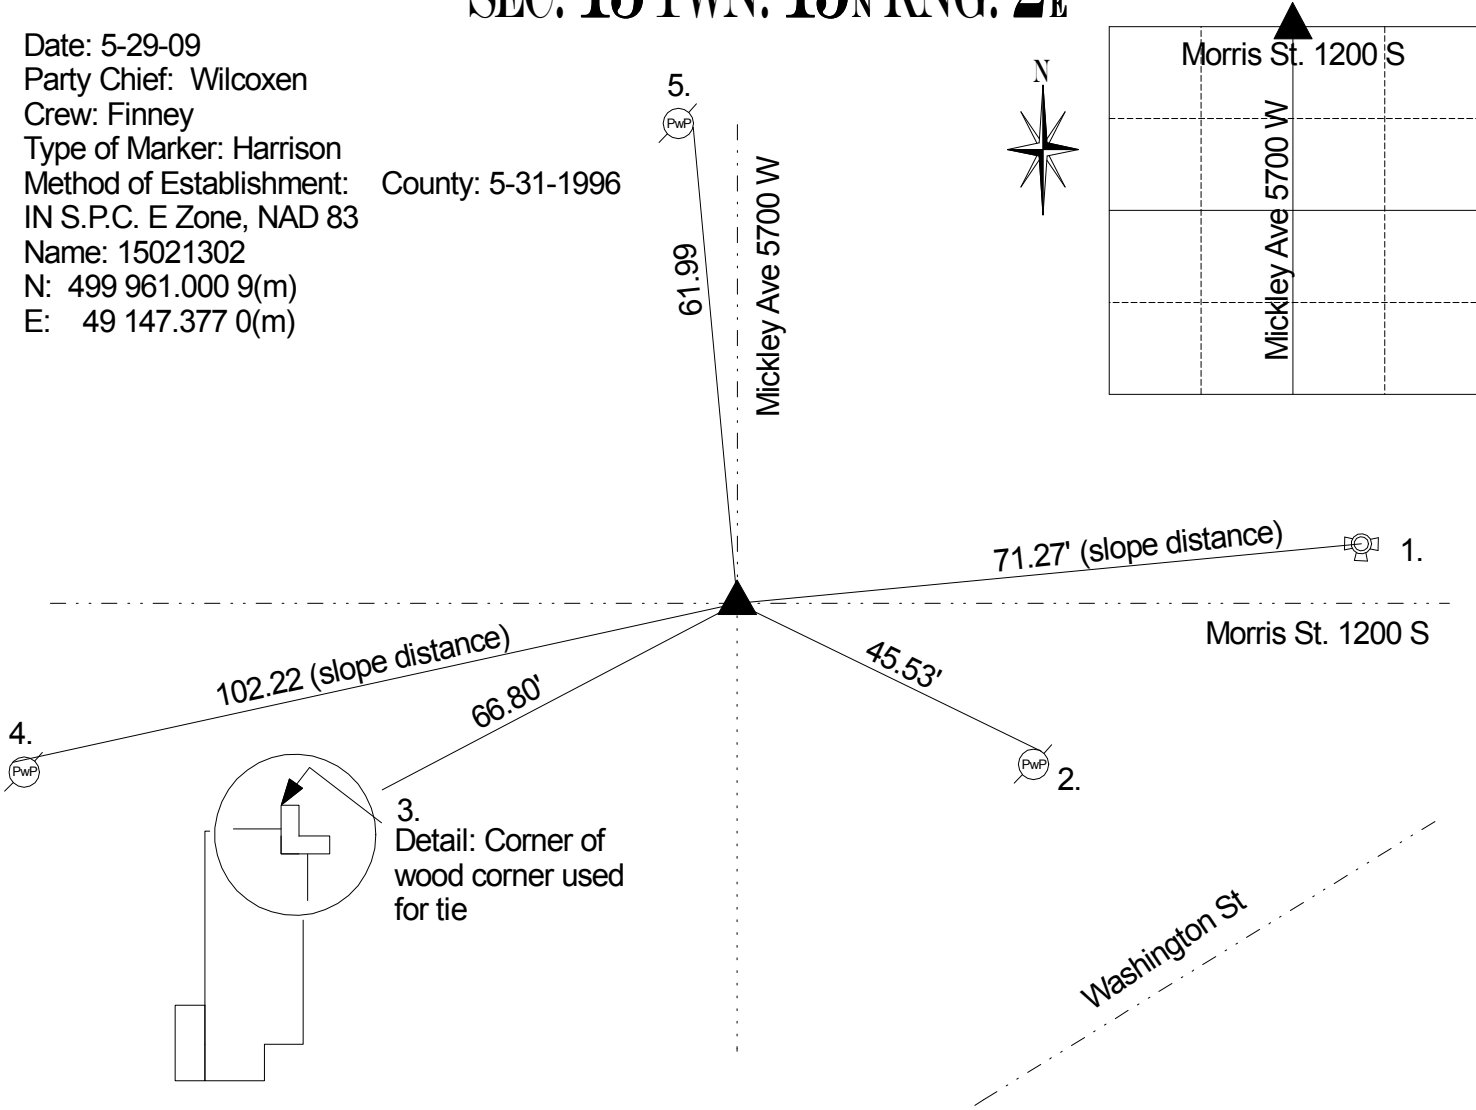 SEC. 13 TWN. 15N RNG. 2E
Date: 5-29-09
Party Chief: Wilcoxen
Crew: Finney
Type of Marker: Harrison
Method of Establishment: County: 5-31-1996
IN S.P.C. E Zone, NAD 83
Name: 15021302
N: 499 961.000 9(m)
E: 49 147.377 0(m)
N
Morris St. 1200 S
Mickley Ave 5700 W
5.
PwP
61.99
Mickley Ave 5700 W
71.27' (slope distance)
1.
Morris St. 1200 S
102.22 (slope distance)
66.80'
45.53'
4.
PwP
PwP
2.
3.
Detail: Corner of
wood corner used
for tie
Washington St